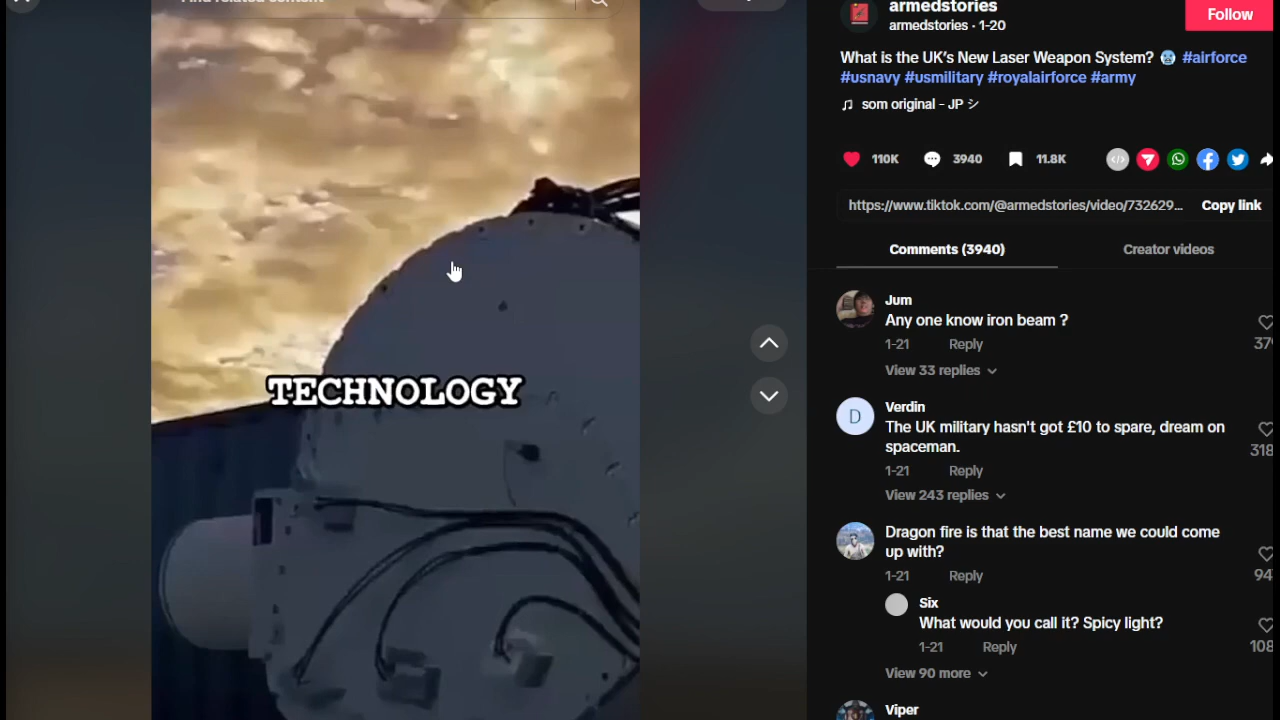 Find related content
TECHNOLOGY
armedstories
armedstories · 1-20
Follow
What is the UK's New Laser Weapon System? 🥶 #airforce
#usnavy #usmilitary #royalairforce #army
♫ som original - JP シ
110K
3940
11.8K
https://www.tiktok.com/@armedstories/video/732629...
Copy link
Comments (3940)
Creator videos
Jum
Any one know iron beam ?
1-21
Reply
View 33 replies
D
Verdin
The UK military hasn't got £10 to spare, dream on
spaceman.
318
1-21
Reply
View 243 replies
Dragon fire is that the best name we could come
up with?
1-21
Reply
Six
What would you call it? Spicy light?
1-21
Reply
108
View 90 more
Viper